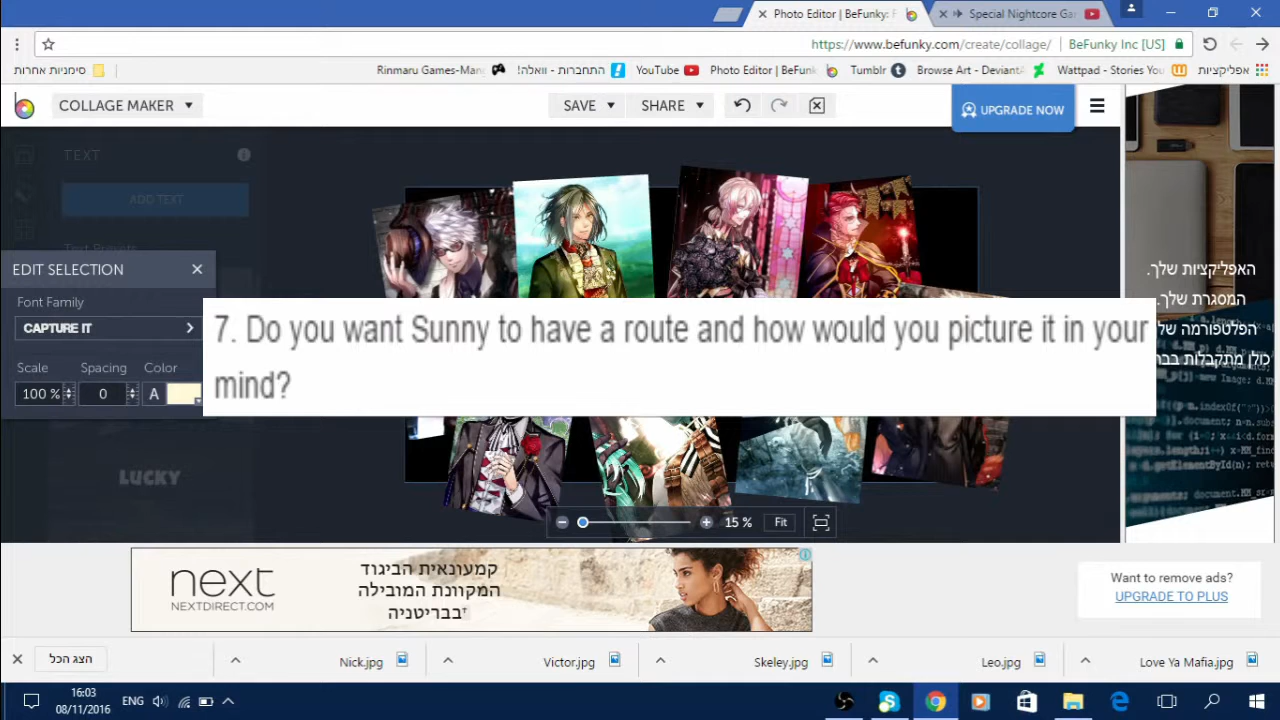 Photo Editor | BeFunky: F
Special Nightcore Ga
https://www.befunky.com/create/collage/
BeFunky Inc [US]
סימניות אחרות
Rinmaru Games-Mang
התחברות - וואלה!
YouTube
Photo Editor | BeFunk
Tumblr
Browse Art - Deviant
Wattpad - Stories You
אפליקציות
COLLAGE MAKER
SAVE
SHARE
UPGRADE NOW
TEXT
ADD TEXT
Text Presets
EDIT SELECTION
Font Family
CAPTURE IT
Scale
Spacing
Color
100 %
0
A
7. Do you want Sunny to have a route and how would you picture it in your
mind?
האפליקציות שלך.
המסגרת שלך.
הפלטפורמה של
כולן מתקבלות בבר
LUCKY
15 %
Fit
next
NEXTDIRECT.COM
קמעונאית הביגוד
המקוונת המובילה
בבריטניה†
Want to remove ads?
UPGRADE TO PLUS
הצג הכל
Nick.jpg
Victor.jpg
Skeley.jpg
Leo.jpg
Love Ya Mafia.jpg
16:03
08/11/2016
ENG